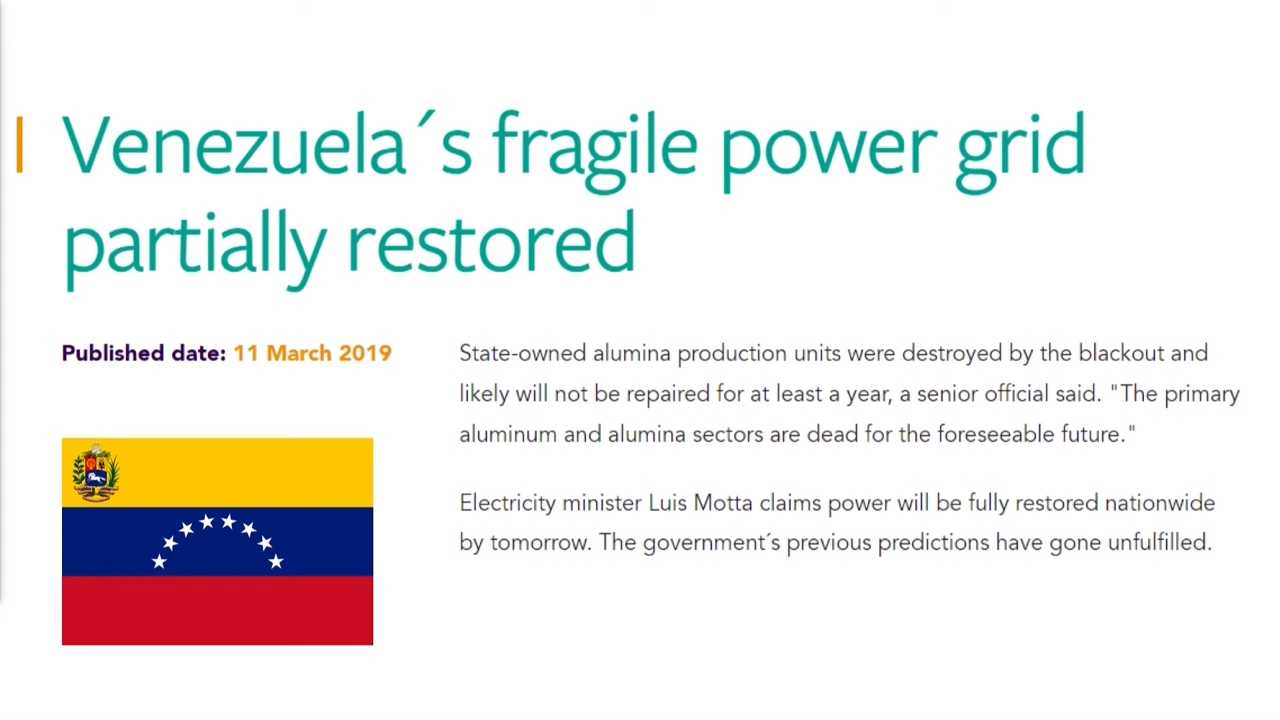 Venezuela´s fragile power grid
partially restored
Published date: 11 March 2019
State-owned alumina production units were destroyed by the blackout and
likely will not be repaired for at least a year, a senior official said. "The primary
aluminum and alumina sectors are dead for the foreseeable future."
Electricity minister Luis Motta claims power will be fully restored nationwide
by tomorrow. The government´s previous predictions have gone unfulfilled.